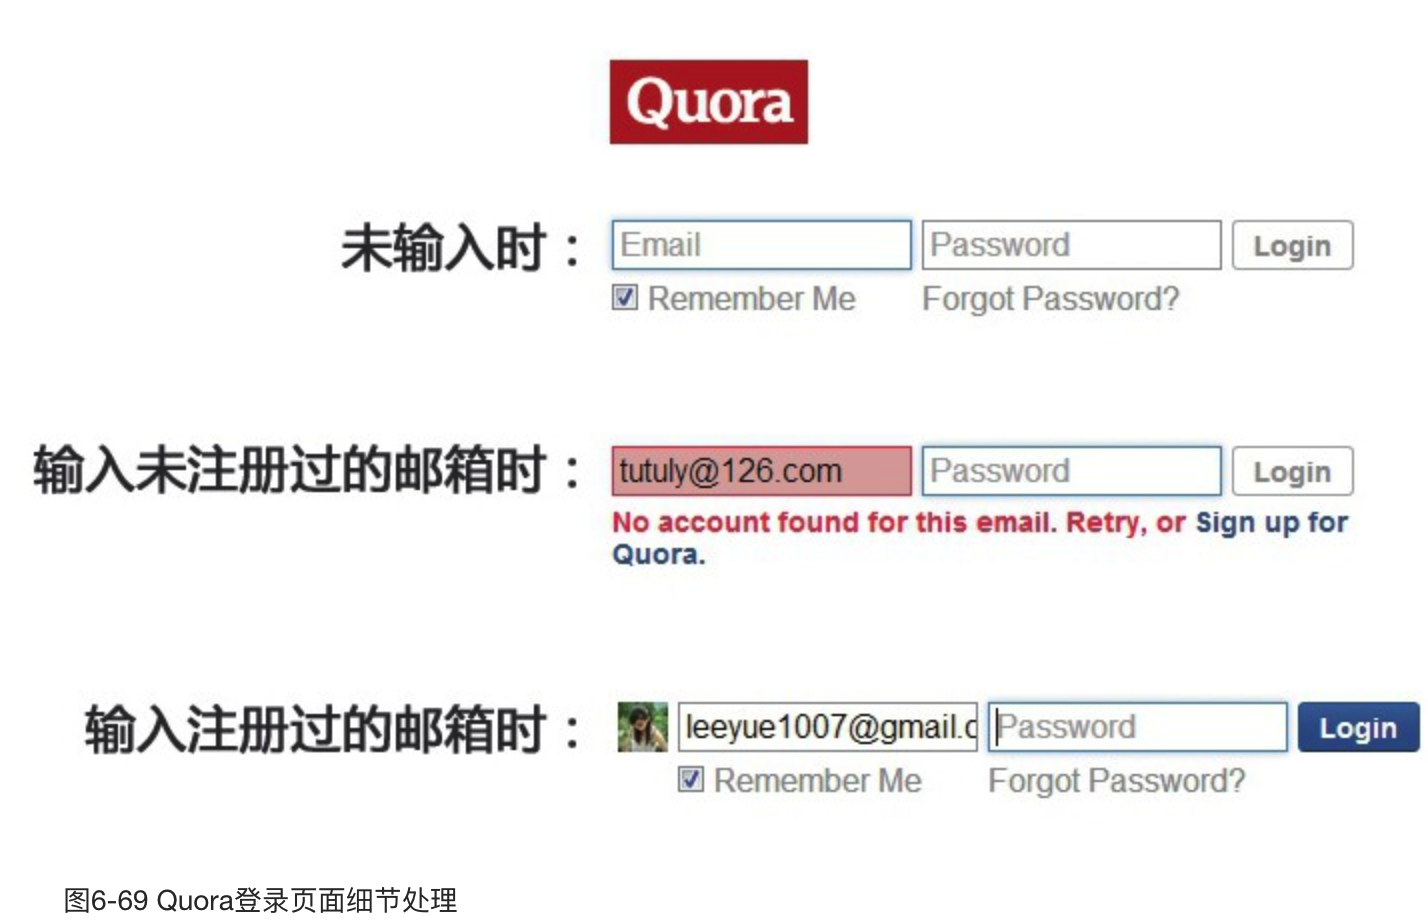 Quora
未输入时： Email Password Login
Remember Me Forgot Password?
输入未注册过的邮箱时： tutuly@126.com Password Login
No account found for this email. Retry, or Sign up for
Quora.
输入注册过的邮箱时： leeyue1007@gmail.c Password Login
Remember Me Forgot Password?
图6-69 Quora登录页面细节处理